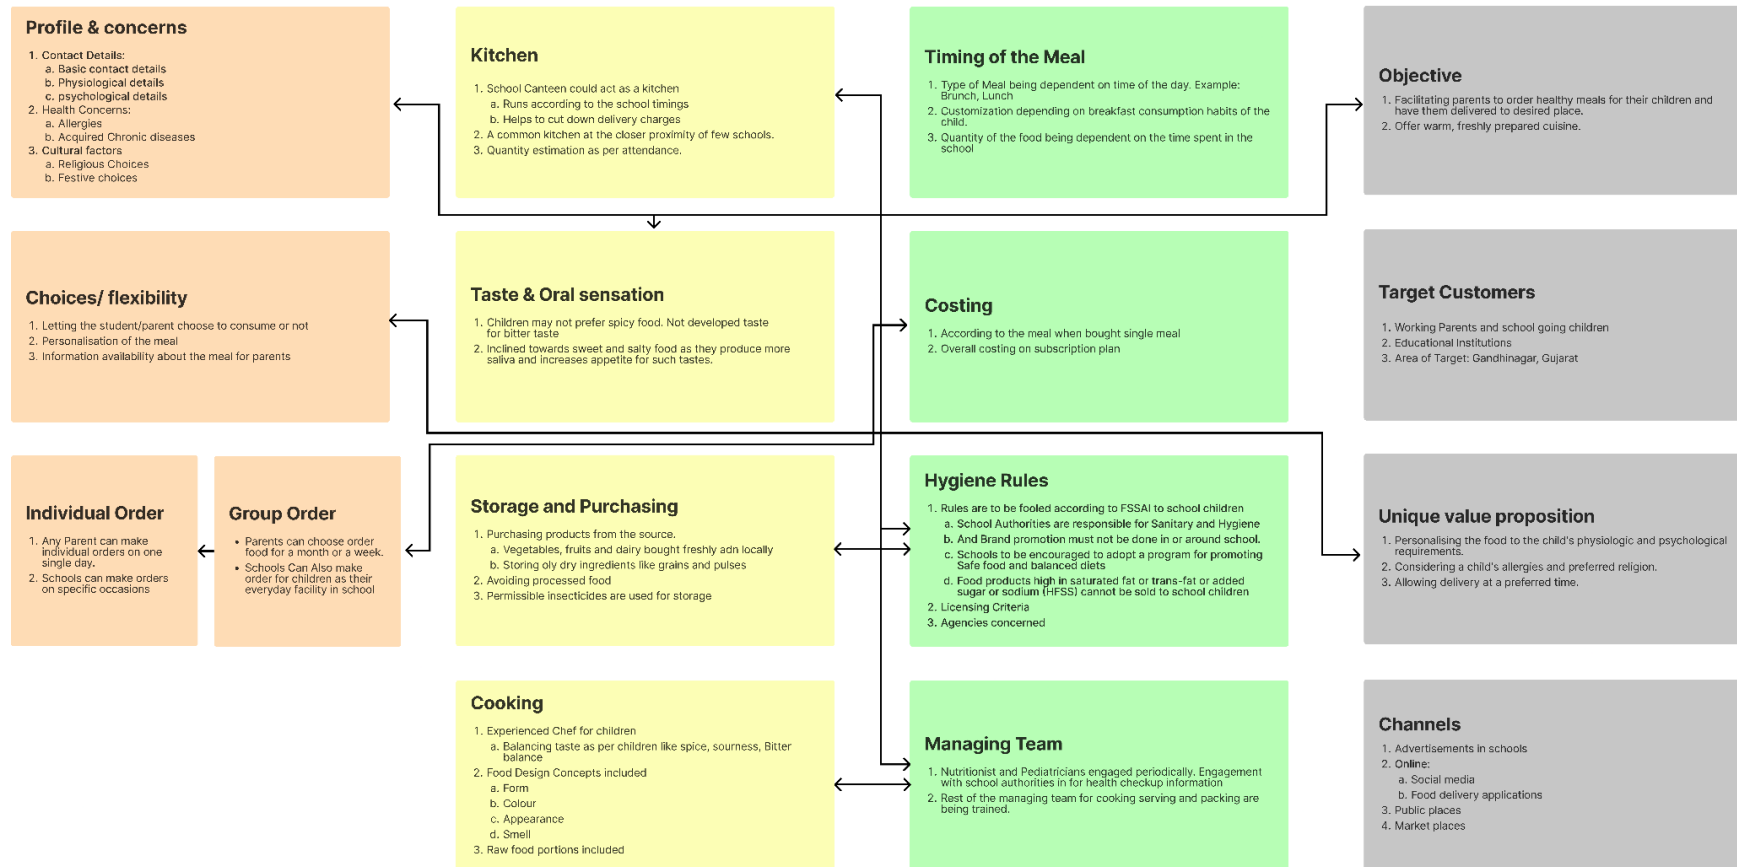 Profile & concerns
1. Contact Details:
a. Basic contact details
b. Physiological details
c. psychological details
2. Health Concerns:
a. Allergies
b. Acquired Chronic diseases
3. Cultural factors
a. Religious Choices
b. Festive choices
Kitchen
1. School Canteen could act as a kitchen
a. Runs according to the school timings
b. Helps to cut down delivery charges
2. A common kitchen at the closer proximity of few schools.
3. Quantity estimation as per attendance.
Timing of the Meal
1. Type of Meal being dependent on time of the day. Example:
Brunch, Lunch
2. Customization depending on breakfast consumption habits of the
child.
3. Quantity of the food being dependent on the time spent in the
school
Objective
1. Facilitating parents to order healthy meals for their children and
have them delivered to desired place.
2. Offer warm, freshly prepared cuisine.
Choices/ flexibility
1. Letting the student/parent choose to consume or not
2. Personalisation of the meal
3. Information availability about the meal for parents
Taste & Oral sensation
1. Children may not prefer spicy food. Not developed taste
for bitter taste
2. Inclined towards sweet and salty food as they produce more
saliva and increases appetite for such tastes.
Costing
1. According to the meal when bought single meal
2. Overall costing on subscription plan
Target Customers
1. Working Parents and school going children
2. Educational Institutions
3. Area of Target: Gandhinagar, Gujarat
Individual Order
1. Any Parent can make
individual orders on one
single day.
2. Schools can make orders
on specific occasions
Group Order
• Parents can choose order
food for a month or a week.
• Schools Can Also make
order for children as their
everyday facility in school
Storage and Purchasing
1. Purchasing products from the source.
a. Vegetables, fruits and dairy bought freshly adn locally
b. Storing oly dry ingredients like grains and pulses
2. Avoiding processed food
3. Permissible insecticides are used for storage
Hygiene Rules
1. Rules are to be fooled according to FSSAI to school children
a. School Authorities are responsible for Sanitary and Hygiene
b. And Brand promotion must not be done in or around school.
c. Schools to be encouraged to adopt a program for promoting
Safe food and balanced diets
d. Food products high in saturated fat or trans-fat or added
sugar or sodium (HFSS) cannot be sold to school children
2. Licensing Criteria
3. Agencies concerned
Unique value proposition
1. Personalising the food to the child's physiologic and psychological
requirements.
2. Considering a child's allergies and preferred religion.
3. Allowing delivery at a preferred time.
Cooking
1. Experienced Chef for children
a. Balancing taste as per children like spice, sourness, Bitter
balance
2. Food Design Concepts included
a. Form
b. Colour
c. Appearance
d. Smell
3. Raw food portions included
Managing Team
1. Nutritionist and Pediatricians engaged periodically. Engagement
with school authorities in for health checkup information
2. Rest of the managing team for cooking serving and packing are
being trained.
Channels
1. Advertisements in schools
2. Online:
a. Social media
b. Food delivery applications
3. Public places
4. Market places